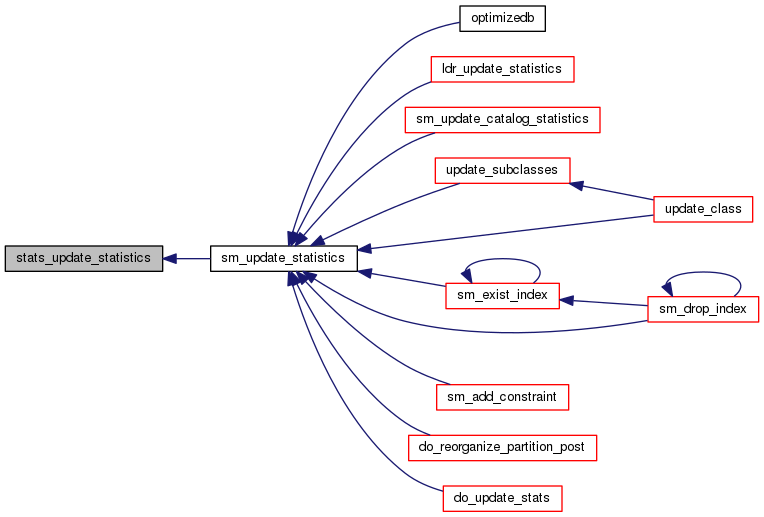 optimizedb
ldr_update_statistics
sm_update_catalog_statistics
update_subclasses
update_class
stats_update_statistics
sm_update_statistics
sm_exist_index
sm_drop_index
sm_add_constraint
do_reorganize_partition_post
do_update_stats